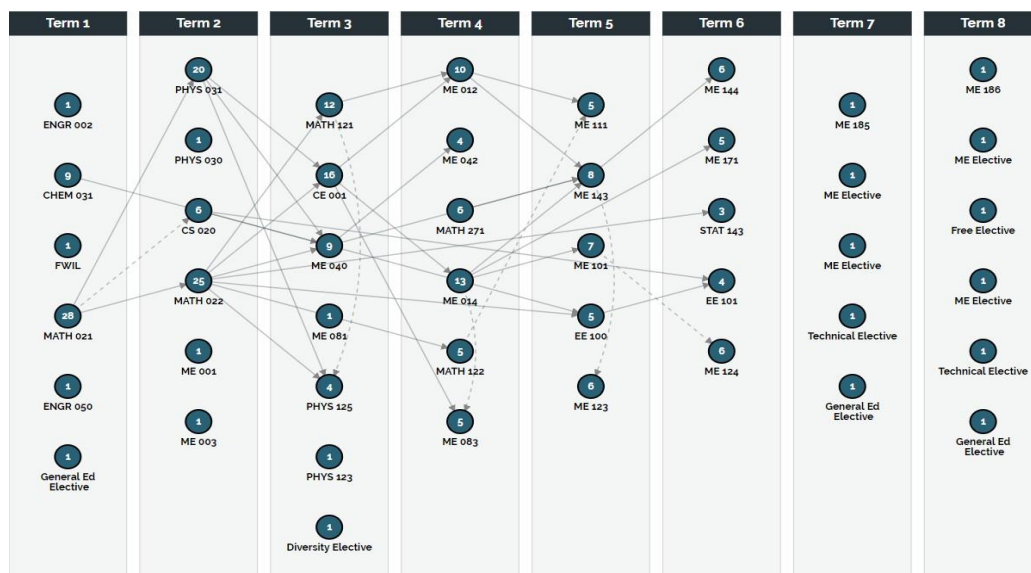 Term 1
Term 2
Term 3
Term 4
Term 5
Term 6
Term 7
Term 8
1
ENGR 002
9
CHEM 031
1
FWIL
28
MATH 021
1
ENGR 050
1
General Ed
Elective
20
PHYS 031
1
PHYS 030
6
CS 020
25
MATH 022
1
ME 001
1
ME 003
12
MATH 121
16
CE 001
9
ME 040
1
ME 081
4
PHYS 125
1
PHYS 123
1
Diversity Elective
10
ME 012
4
ME 042
6
MATH 271
13
ME 014
5
MATH 122
5
ME 083
5
ME 111
8
ME 143
7
ME 101
5
EE 100
6
ME 123
6
ME 144
5
ME 171
3
STAT 143
4
EE 101
6
ME 124
1
ME 185
1
ME Elective
1
ME Elective
1
Technical Elective
1
General Ed
Elective
1
ME 186
1
ME Elective
1
Free Elective
1
ME Elective
1
Technical Elective
1
General Ed
Elective